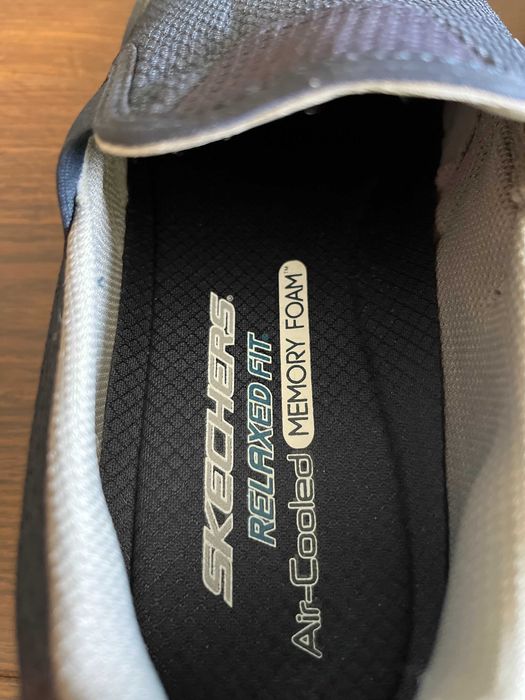 SKECHERS®
RELAXED FIT
Air-Cooled MEMORY FOAM™